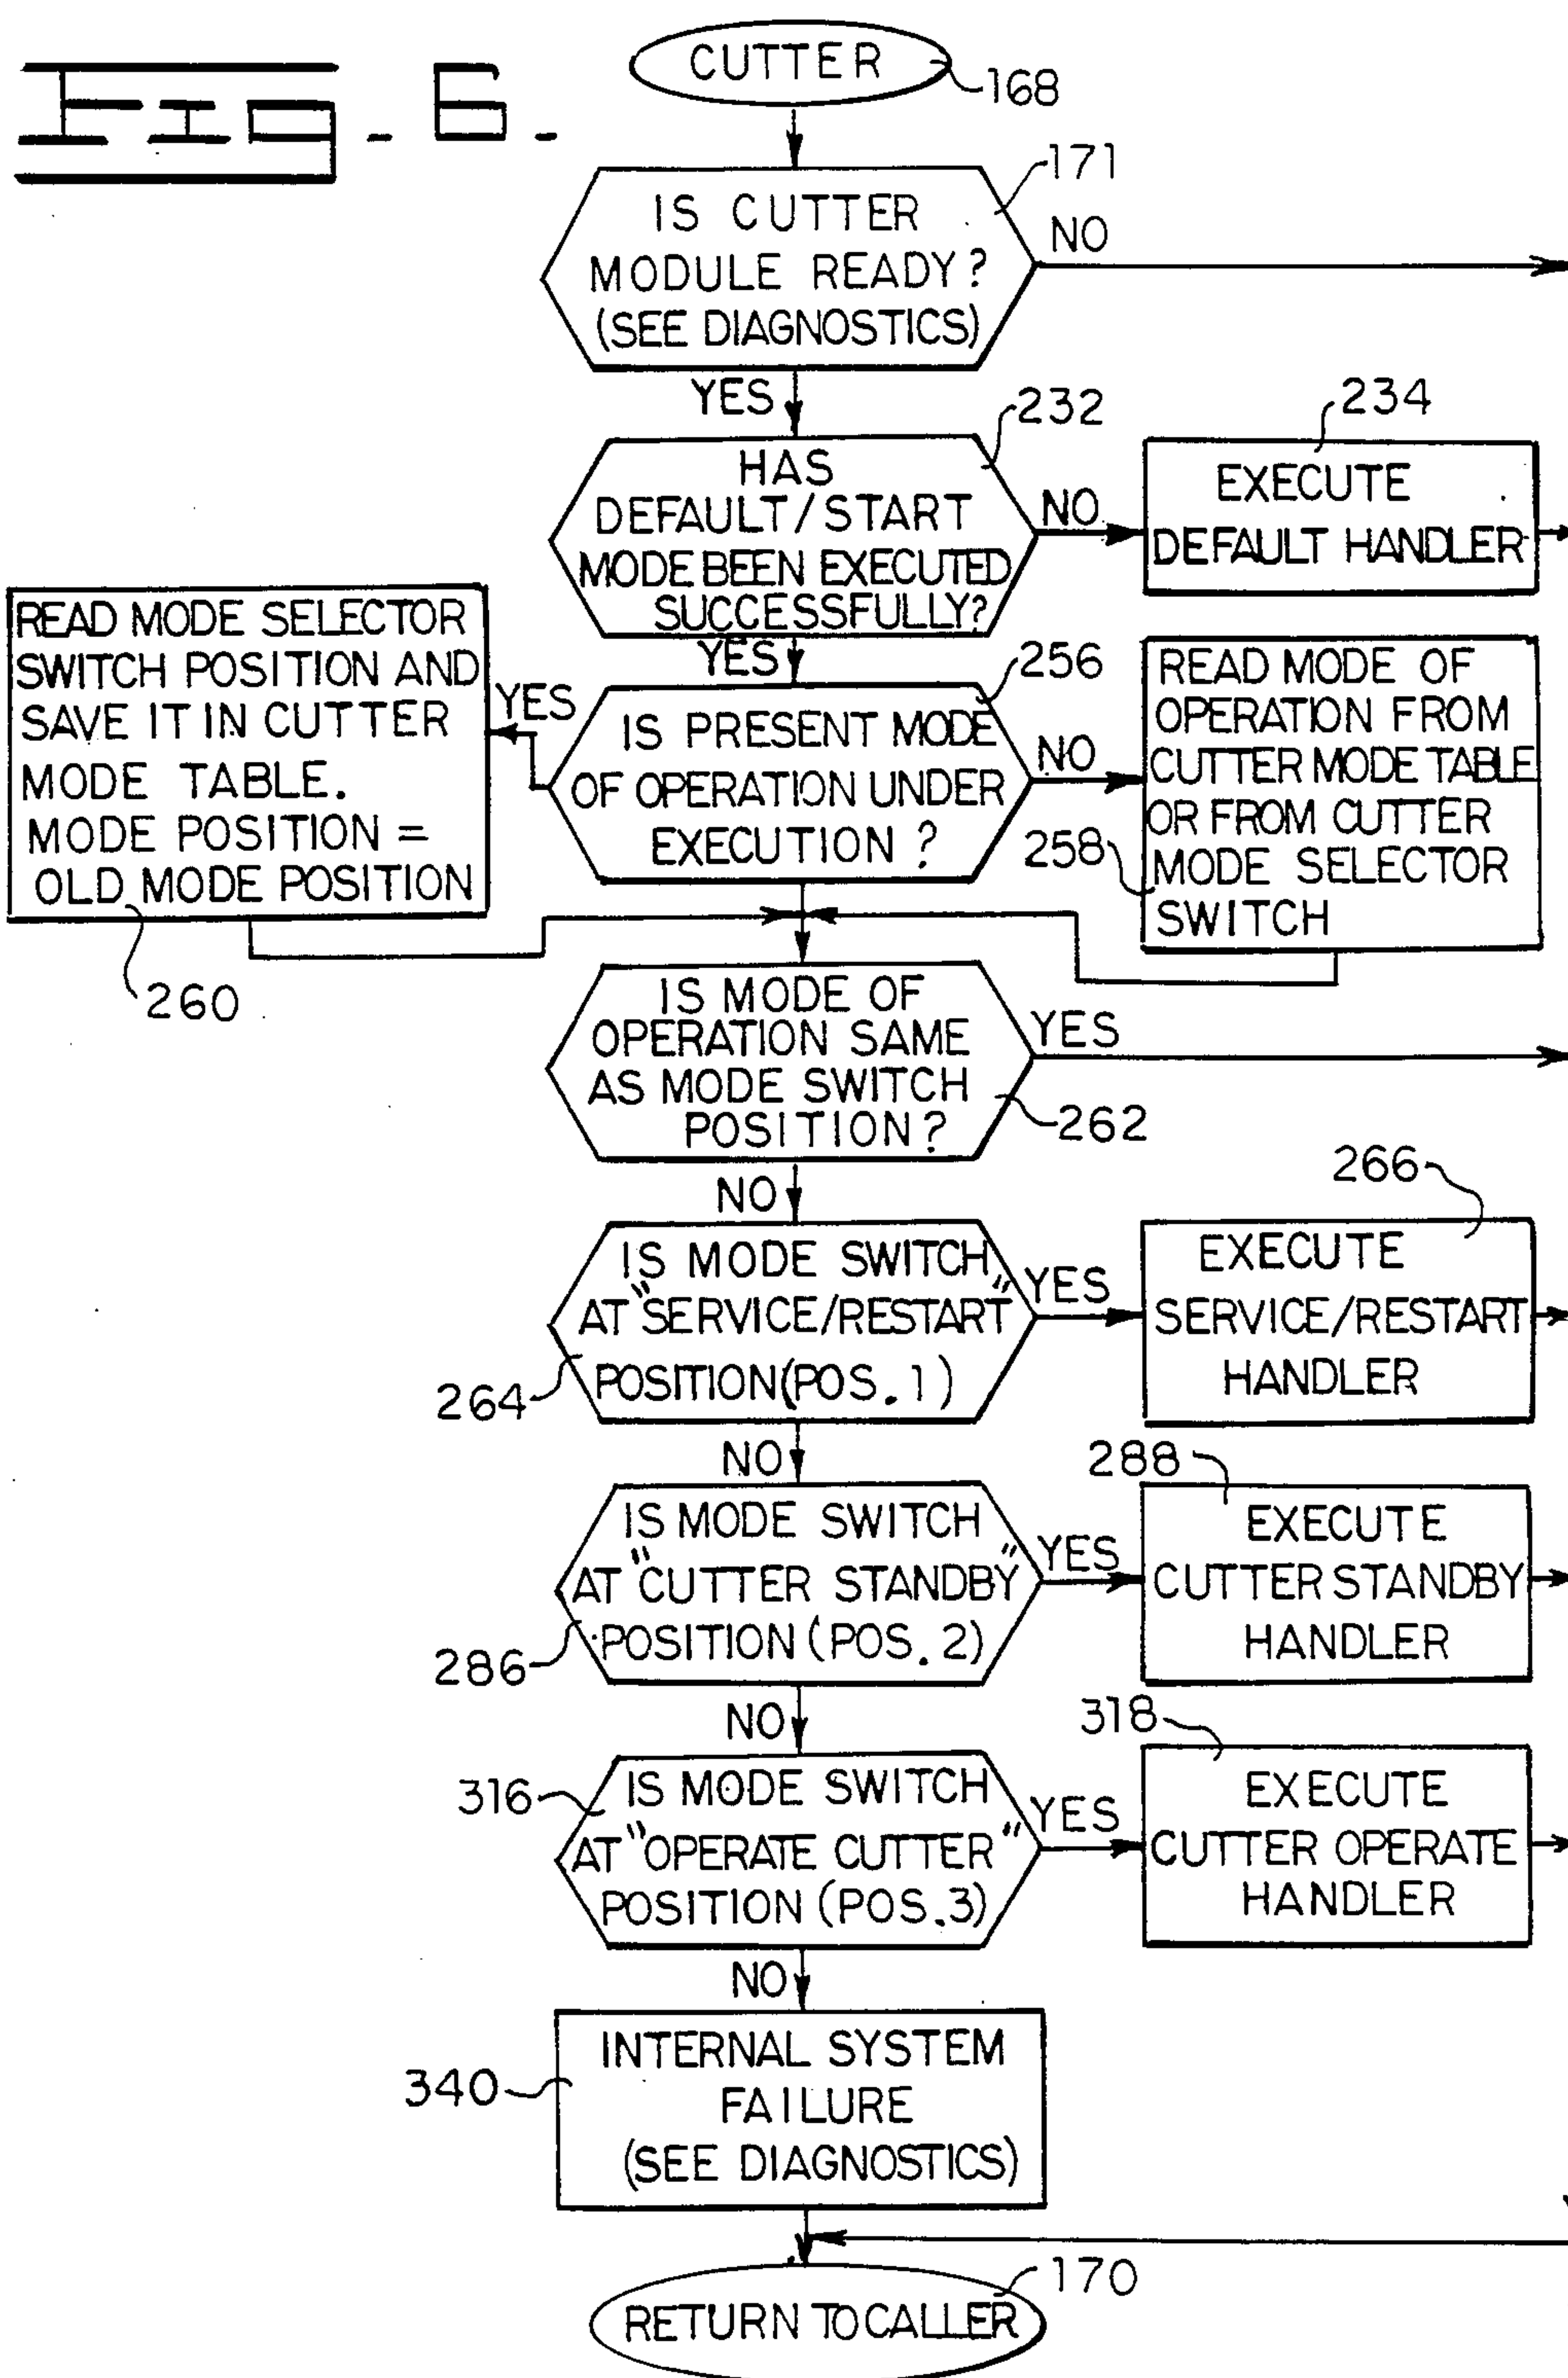 Fig. 6.
CUTTER
168
IS CUTTER
MODULE READY?
(SEE DIAGNOSTICS)
171
NO
YES
HAS
DEFAULT/START
MODE BEEN EXECUTED
SUCCESSFULLY?
232
NO
EXECUTE
DEFAULT HANDLER
234
YES
IS PRESENT MODE
OF OPERATION UNDER
EXECUTION?
256
YES
READ MODE SELECTOR
SWITCH POSITION AND
SAVE IT IN CUTTER
MODE TABLE.
MODE POSITION =
OLD MODE POSITION
260
NO
READ MODE OF
OPERATION FROM
CUTTER MODE TABLE
OR FROM CUTTER
MODE SELECTOR
SWITCH
258
IS MODE OF
OPERATION SAME
AS MODE SWITCH
POSITION?
262
YES
NO
IS MODE SWITCH
AT "SERVICE/RESTART"
POSITION (POS. 1)
264
YES
EXECUTE
SERVICE/RESTART
HANDLER
266
NO
IS MODE SWITCH
AT "CUTTER STANDBY"
POSITION (POS. 2)
286
YES
EXECUTE
CUTTER STANDBY
HANDLER
288
NO
IS MODE SWITCH
AT "OPERATE CUTTER"
POSITION (POS. 3)
316
YES
EXECUTE
CUTTER OPERATE
HANDLER
318
NO
INTERNAL SYSTEM
FAILURE
(SEE DIAGNOSTICS)
340
RETURN TO CALLER
170